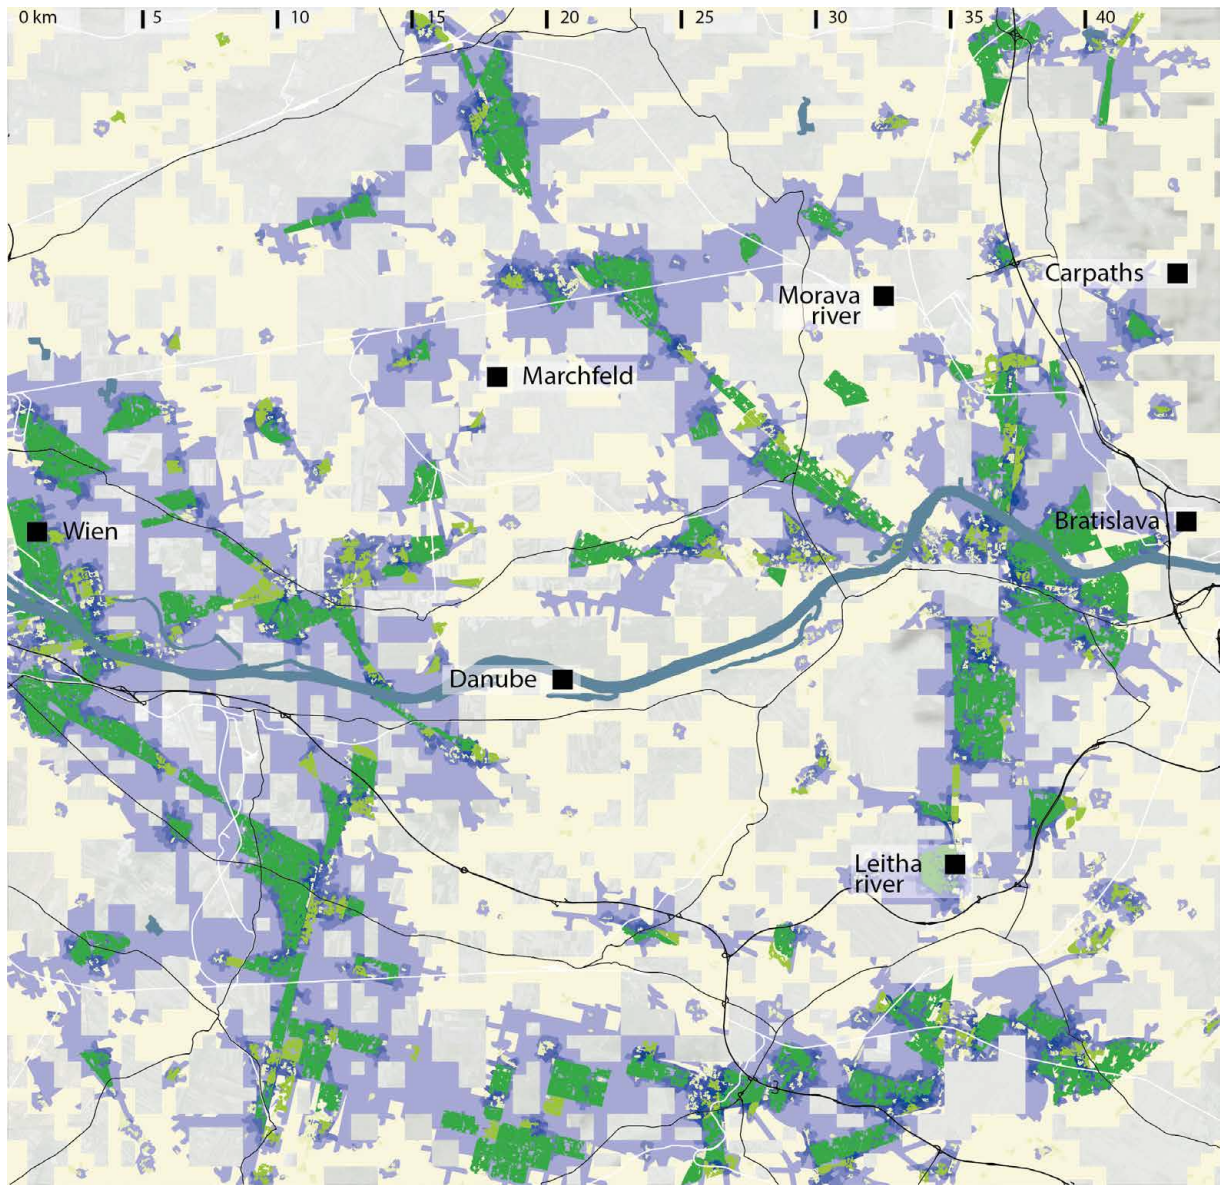 0 km 5 10 15 20 25 30 35 40
Carpaths
Morava
river
Marchfeld
Bratislava
Wien
Danube
Leitha
river